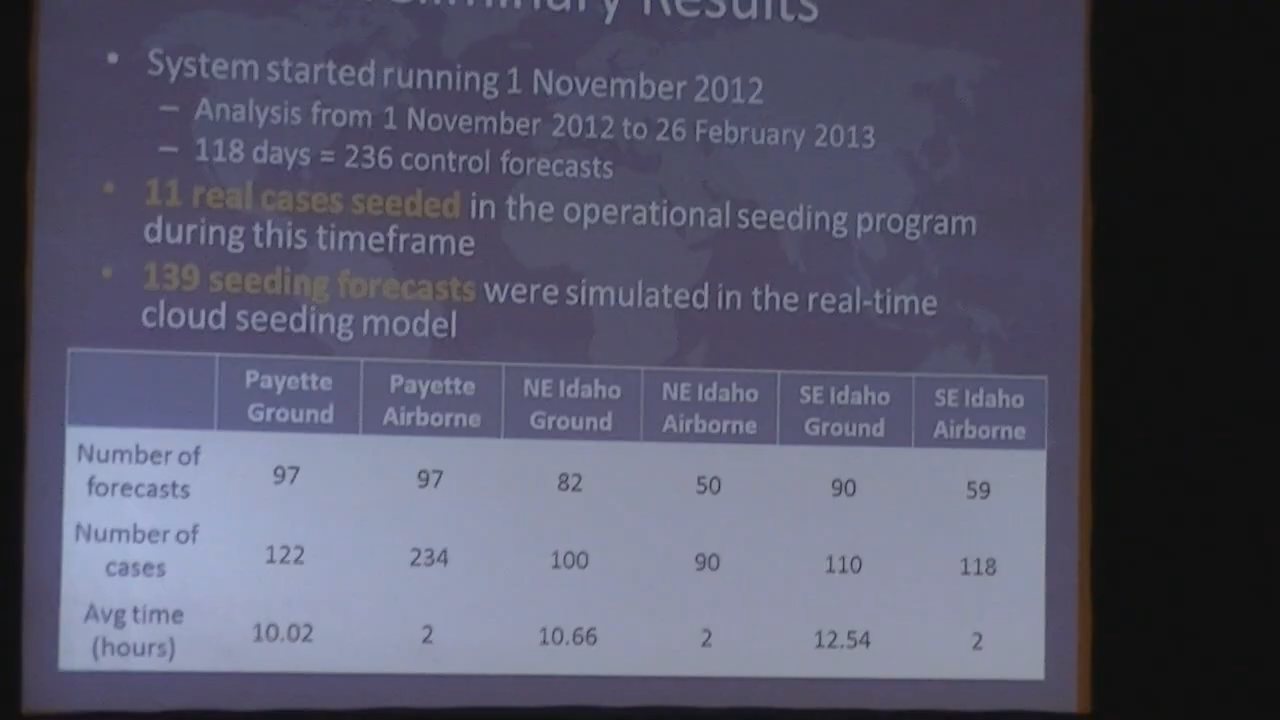 Results
• System started running 1 November 2012
– Analysis from 1 November 2012 to 26 February 2013
– 118 days = 236 control forecasts
• 11 real cases seeded in the operational seeding program
during this timeframe
• 139 seeding forecasts were simulated in the real-time
cloud seeding model
Payette Ground Payette Airborne NE Idaho Ground NE Idaho Airborne SE Idaho Ground SE Idaho Airborne
Number of forecasts 97 97 82 50 90 59
Number of cases 122 234 100 90 110 118
Avg time (hours) 10.02 2 10.66 2 12.54 2